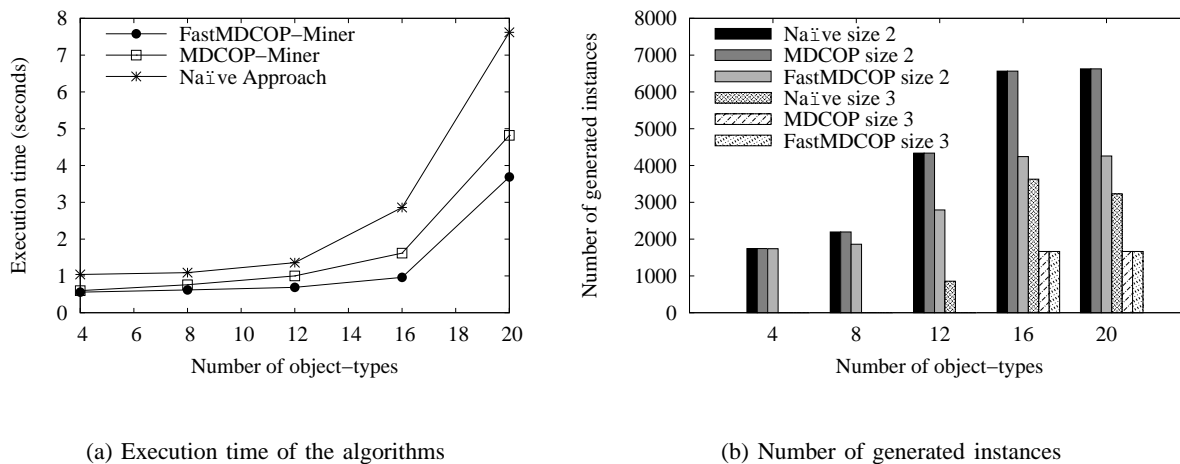 8
7
6
5
4
3
2
1
0
4 6 8 10 12 14 16 18 20
Execution time (seconds)
Number of object−types
FastMDCOP−Miner
MDCOP−Miner
Naïve Approach
(a) Execution time of the algorithms
8000
7000
6000
5000
4000
3000
2000
1000
0
4 8 12 16 20
Number of generated instances
Number of object−types
Naïve size 2
MDCOP size 2
FastMDCOP size 2
Naïve size 3
MDCOP size 3
FastMDCOP size 3
(b) Number of generated instances